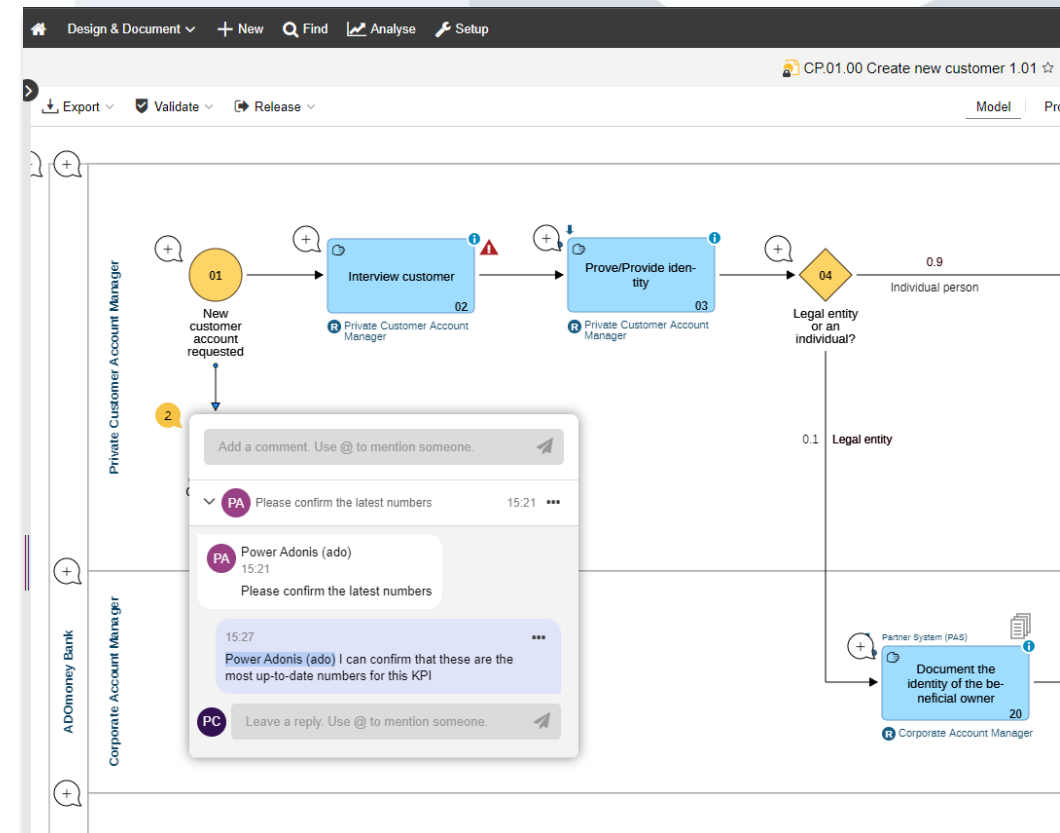 Design & Document
New
Find
Analyse
Setup
CP.01.00 Create new customer 1.01
Export
Validate
Release
Model
01
New
customer
account
requested
Interview customer
02
Private Customer Account
Manager
Prove/Provide iden-
tity
03
Private Customer Account
Manager
04
Legal entity
or an
individual?
0.9
Individual person
0.1
Legal entity
Private Customer Account Manager
2
Add a comment. Use @ to mention someone.
PA
Please confirm the latest numbers
15:21
PA
Power Adonis (ado)
15:21
Please confirm the latest numbers
15:27
Power Adonis (ado) I can confirm that these are the
most up-to-date numbers for this KPI
PC
Leave a reply. Use @ to mention someone.
ADOmoney Bank
Corporate Account Manager
Partner System (PAS)
Document the
identity of the be-
neficial owner
20
R
Corporate Account Manager